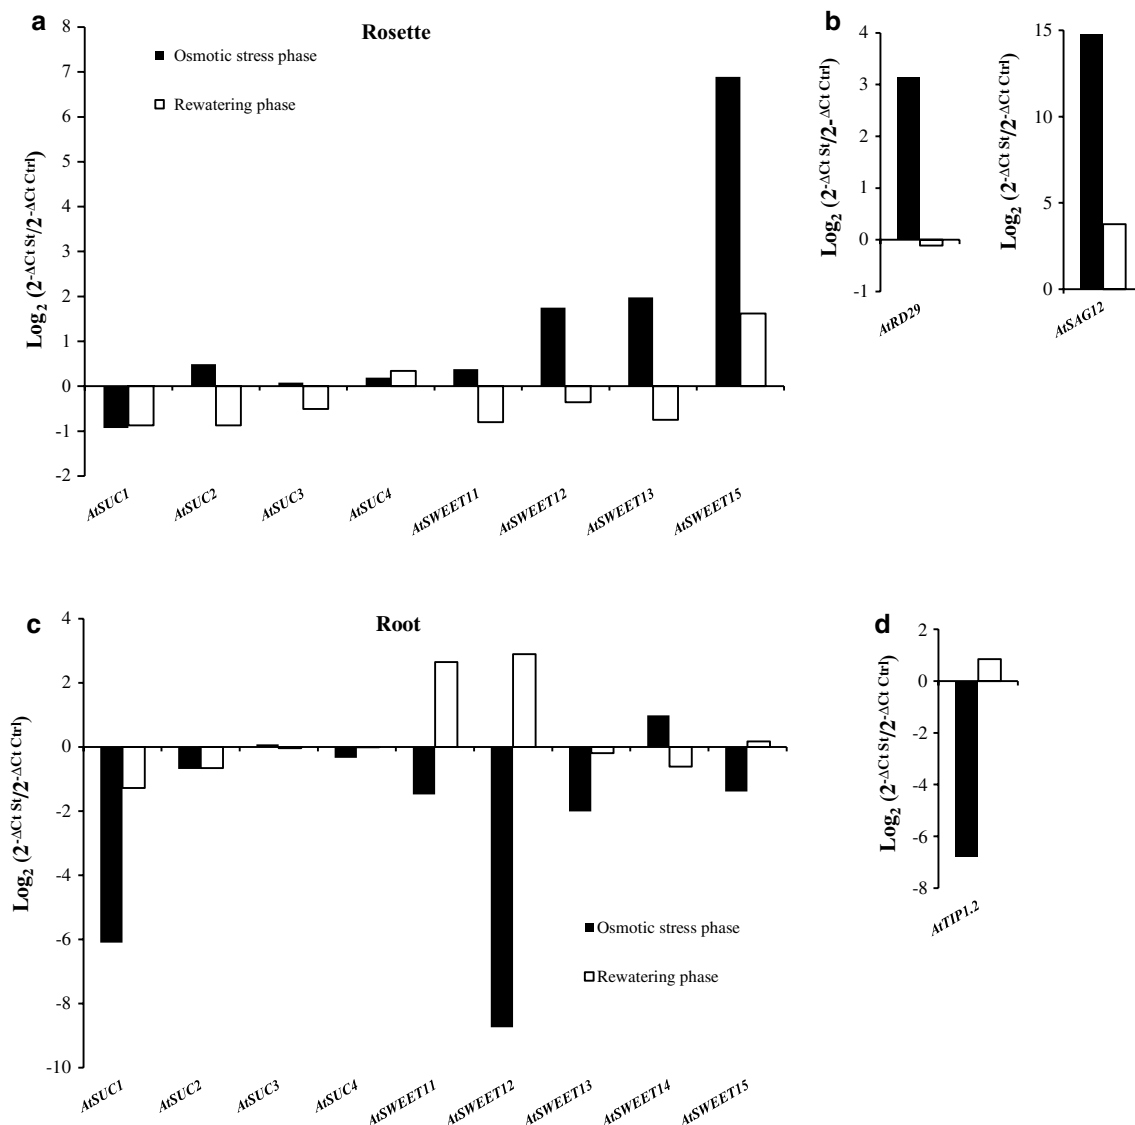 a
Rosette
Osmotic stress phase
Rewatering phase
Log2 (2-ΔCt St/2-ΔCt Ctrl)
8
7
6
5
4
3
2
1
0
-1
-2
AtSUC1
AtSUC2
AtSUC3
AtSUC4
AtSWEET11
AtSWEET12
AtSWEET13
AtSWEET15
b
Log2 (2-ΔCt St/2-ΔCt Ctrl)
4
3
2
1
0
-1
AtRD29
Log2 (2-ΔCt St/2-ΔCt Ctrl)
15
10
5
0
AtSAG12
c
Root
Log2 (2-ΔCt St/2-ΔCt Ctrl)
4
2
0
-2
-4
-6
-8
-10
Osmotic stress phase
Rewatering phase
AtSUC1
AtSUC2
AtSUC3
AtSUC4
AtSWEET11
AtSWEET12
AtSWEET13
AtSWEET14
AtSWEET15
d
Log2 (2-ΔCt St/2-ΔCt Ctrl)
2
0
-2
-4
-6
-8
AtTIP1.2